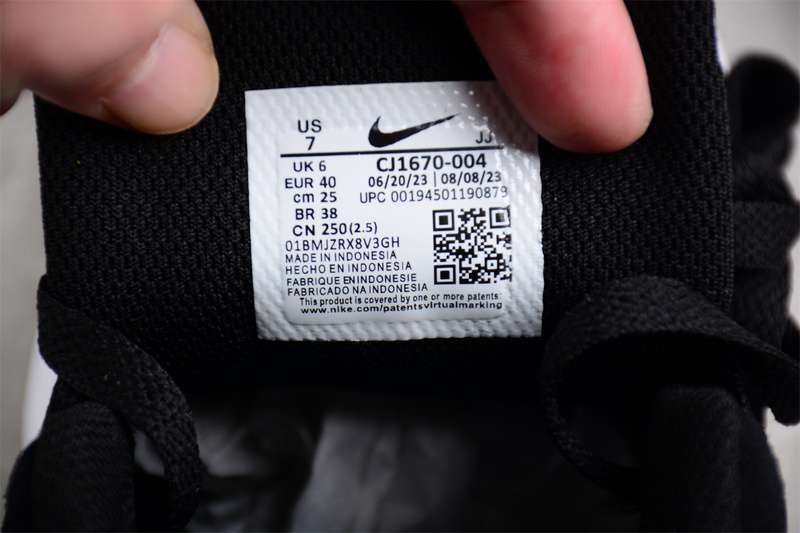 US
7
JJ
UK 6
CJ1670-004
EUR 40
06/20/23 | 08/08/23
cm 25
UPC 00194501190879
BR 38
CN 250(2.5)
01BMJZRX8V3GH
MADE IN INDONESIA
HECHO EN INDONESIA
FABRIQUE EN INDONESIE
FABRICADO NA INDONESIA
This product is covered by one or more patents:
www.nike.com/patentsvirtualmarking